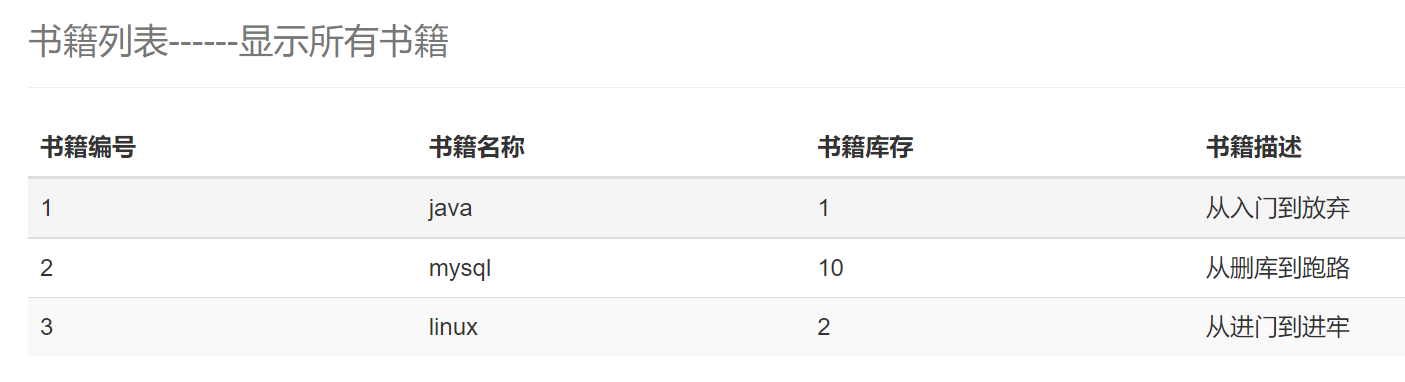 书籍列表------显示所有书籍
书籍编号 书籍名称 书籍库存 书籍描述
1 java 1 从入门到放弃
2 mysql 10 从删库到跑路
3 linux 2 从进门到进牢